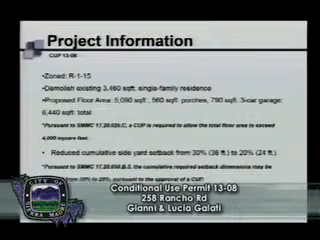 Project Information
CUP 13-08
•Zoned: R-1-15
•Demolish existing 3,460 sqft. single-family residence
•Proposed Floor Area: 5,090 sqft.; 560 sqft. porches, 790 sqft. 3-car garage;
6,440 sqft. total
*Pursuant to SMMC 17.20.025.C, a CUP is required to allow the total floor area to exceed
4,000 square feet.
• Reduced cumulative side yard setback from 30% (36 ft.) to 20% (24 ft.)
*Pursuant to SMMC 17.20.050.B.3, the cumulative required setback dimensions may be
from 30% to 20%, pursuant to the approval of a CUP.
Conditional Use Permit 13-08
258 Rancho Rd
Gianni & Lucia Galati
CITY OF
SIERRA MADRE